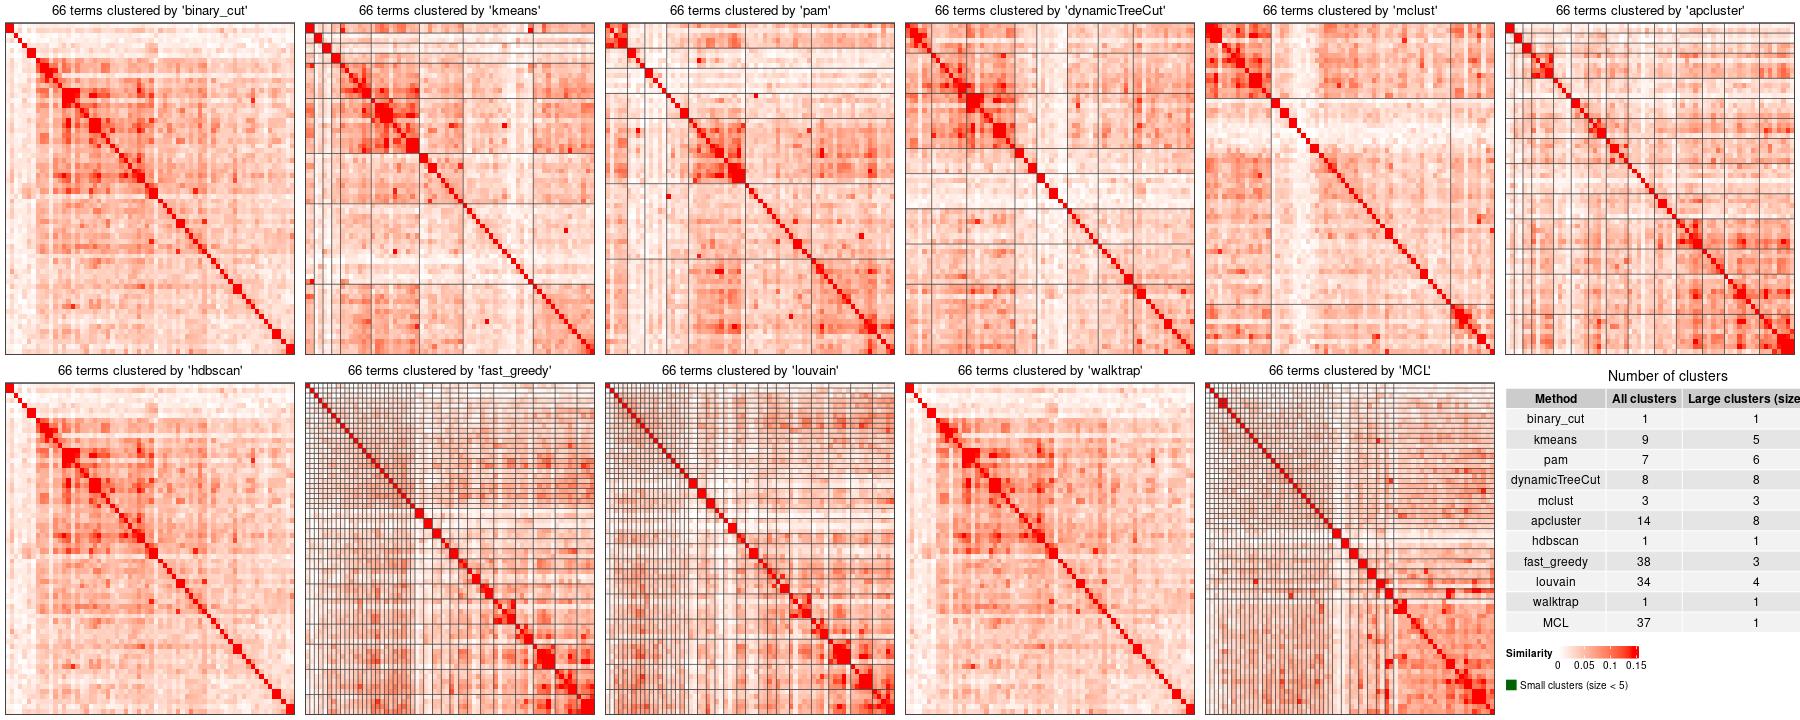 66 terms clustered by 'binary_cut'
66 terms clustered by 'kmeans'
66 terms clustered by 'pam'
66 terms clustered by 'dynamicTreeCut'
66 terms clustered by 'mclust'
66 terms clustered by 'apcluster'
66 terms clustered by 'hdbscan'
66 terms clustered by 'fast_greedy'
66 terms clustered by 'louvain'
66 terms clustered by 'walktrap'
66 terms clustered by 'MCL'
Number of clusters
Method All clusters Large clusters (size
binary_cut 1 1
kmeans 9 5
pam 7 6
dynamicTreeCut 8 8
mclust 3 3
apcluster 14 8
hdbscan 1 1
fast_greedy 38 3
louvain 34 4
walktrap 1 1
MCL 37 1
Similarity
0 0.05 0.1 0.15
Small clusters (size < 5)